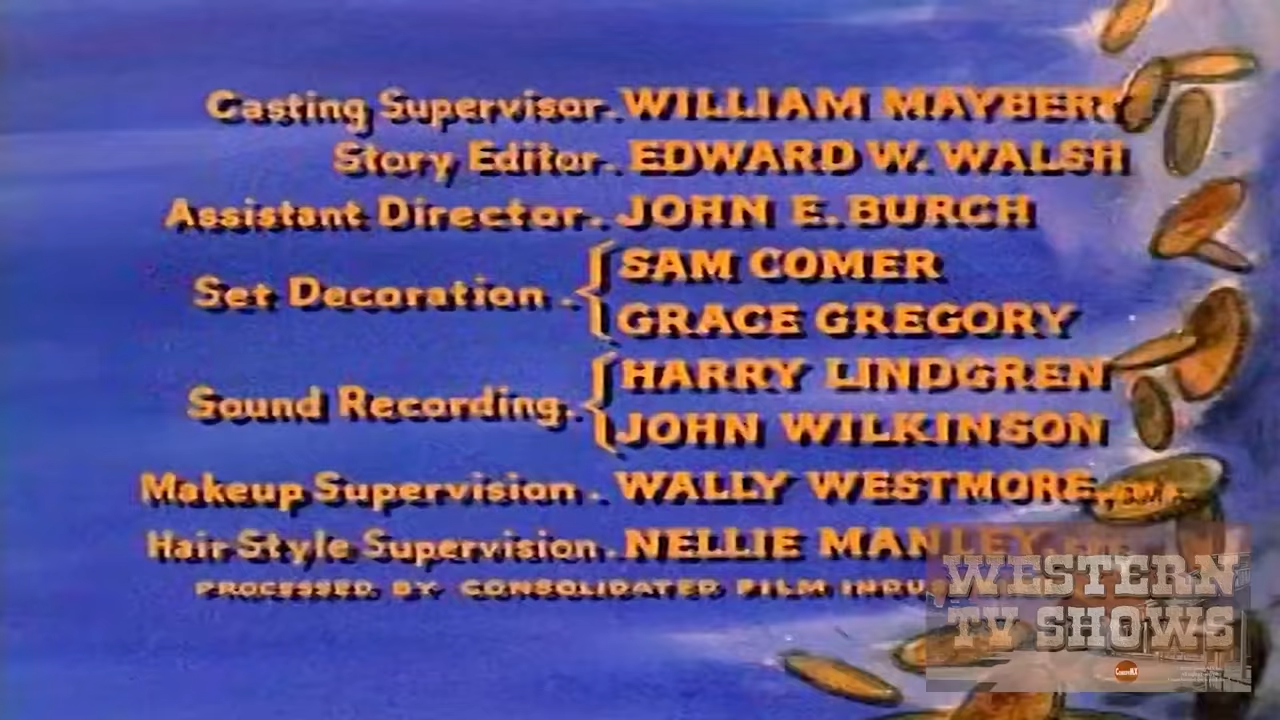 Casting Supervisor. WILLIAM MAYBERY
Story Editor. EDWARD W. WALSH
Assistant Director. JOHN E. BURCH
Set Decoration . { SAM COMER
GRACE GREGORY
Sound Recording. { HARRY LINDGREN
JOHN WILKINSON
Makeup Supervision . WALLY WESTMORE,
Hair Style Supervision. NELLIE MANLEY
PROCESSED BY CONSOLIDATED FILM
WESTERN
TV SHOWS